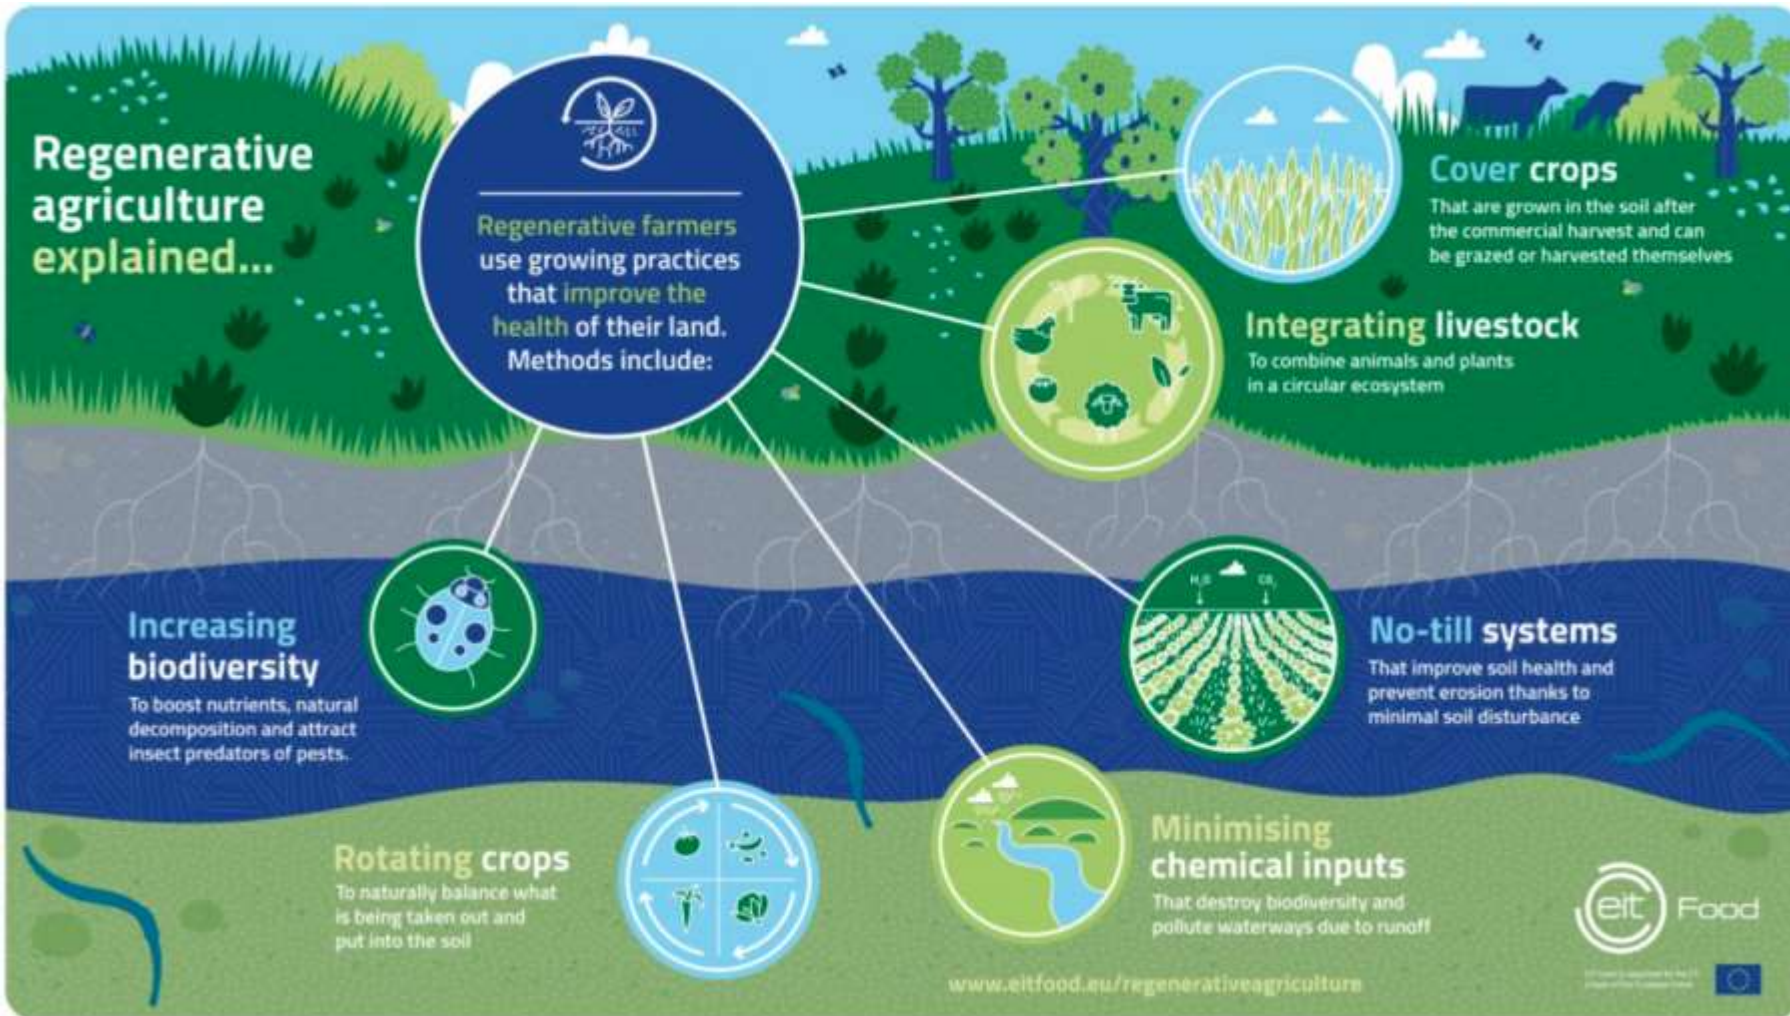 Regenerative
agriculture
explained...
Regenerative farmers
use growing practices
that improve the
health of their land.
Methods include:
Cover crops
That are grown in the soil after
the commercial harvest and can
be grazed or harvested themselves
Integrating livestock
To combine animals and plants
in a circular ecosystem
H₂O
CO₂
No-till systems
That improve soil health and
prevent erosion thanks to
minimal soil disturbance
Increasing
biodiversity
To boost nutrients, natural
decomposition and attract
insect predators of pests.
Rotating crops
To naturally balance what
is being taken out and
put into the soil
Minimising
chemical inputs
That destroy biodiversity and
pollute waterways due to runoff
www.eitfood.eu/regenerativeagriculture
eit Food